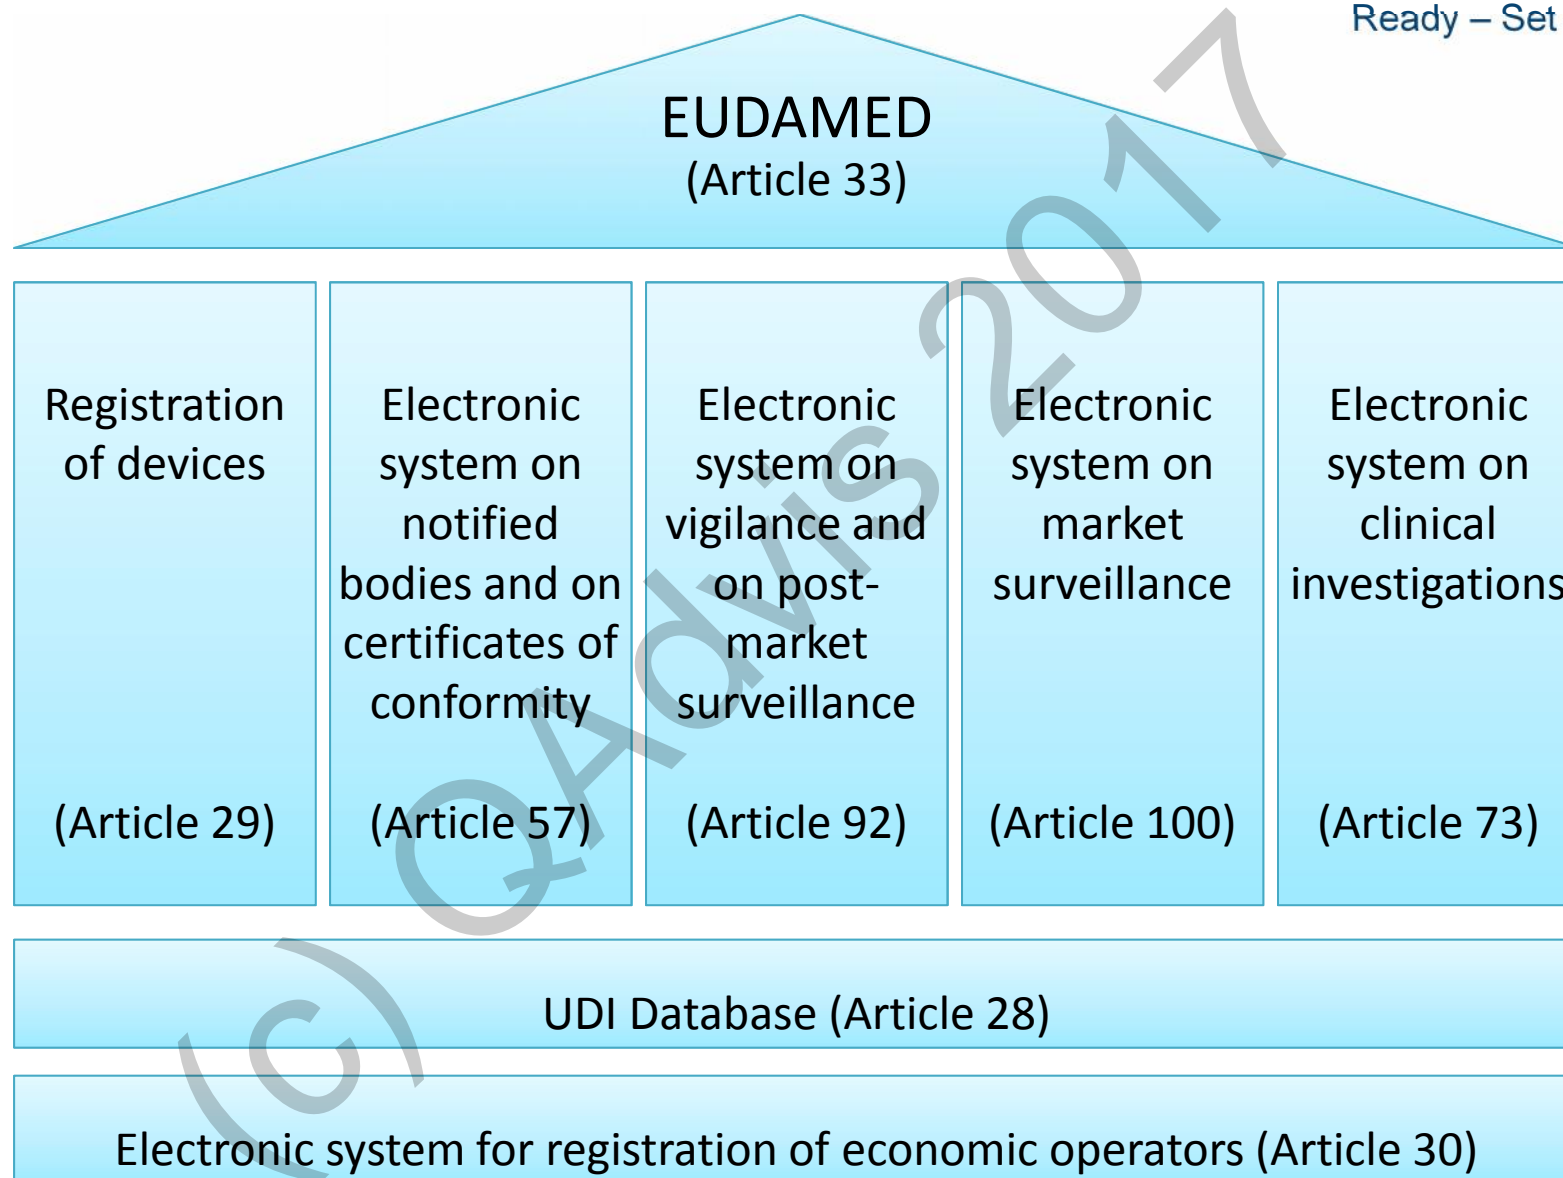 Ready – Set
EUDAMED
(Article 33)
Registration
of devices
(Article 29)
Electronic
system on
notified
bodies and on
certificates of
conformity
(Article 57)
Electronic
system on
vigilance and
on post-
market
surveillance
(Article 92)
Electronic
system on
market
surveillance
(Article 100)
Electronic
system on
clinical
investigations
(Article 73)
UDI Database (Article 28)
Electronic system for registration of economic operators (Article 30)
(c) QAdvis 2017